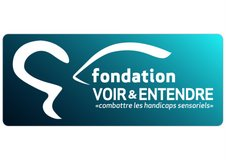 fondation
VOIR & ENTENDRE
«combattre les handicaps sensoriels»